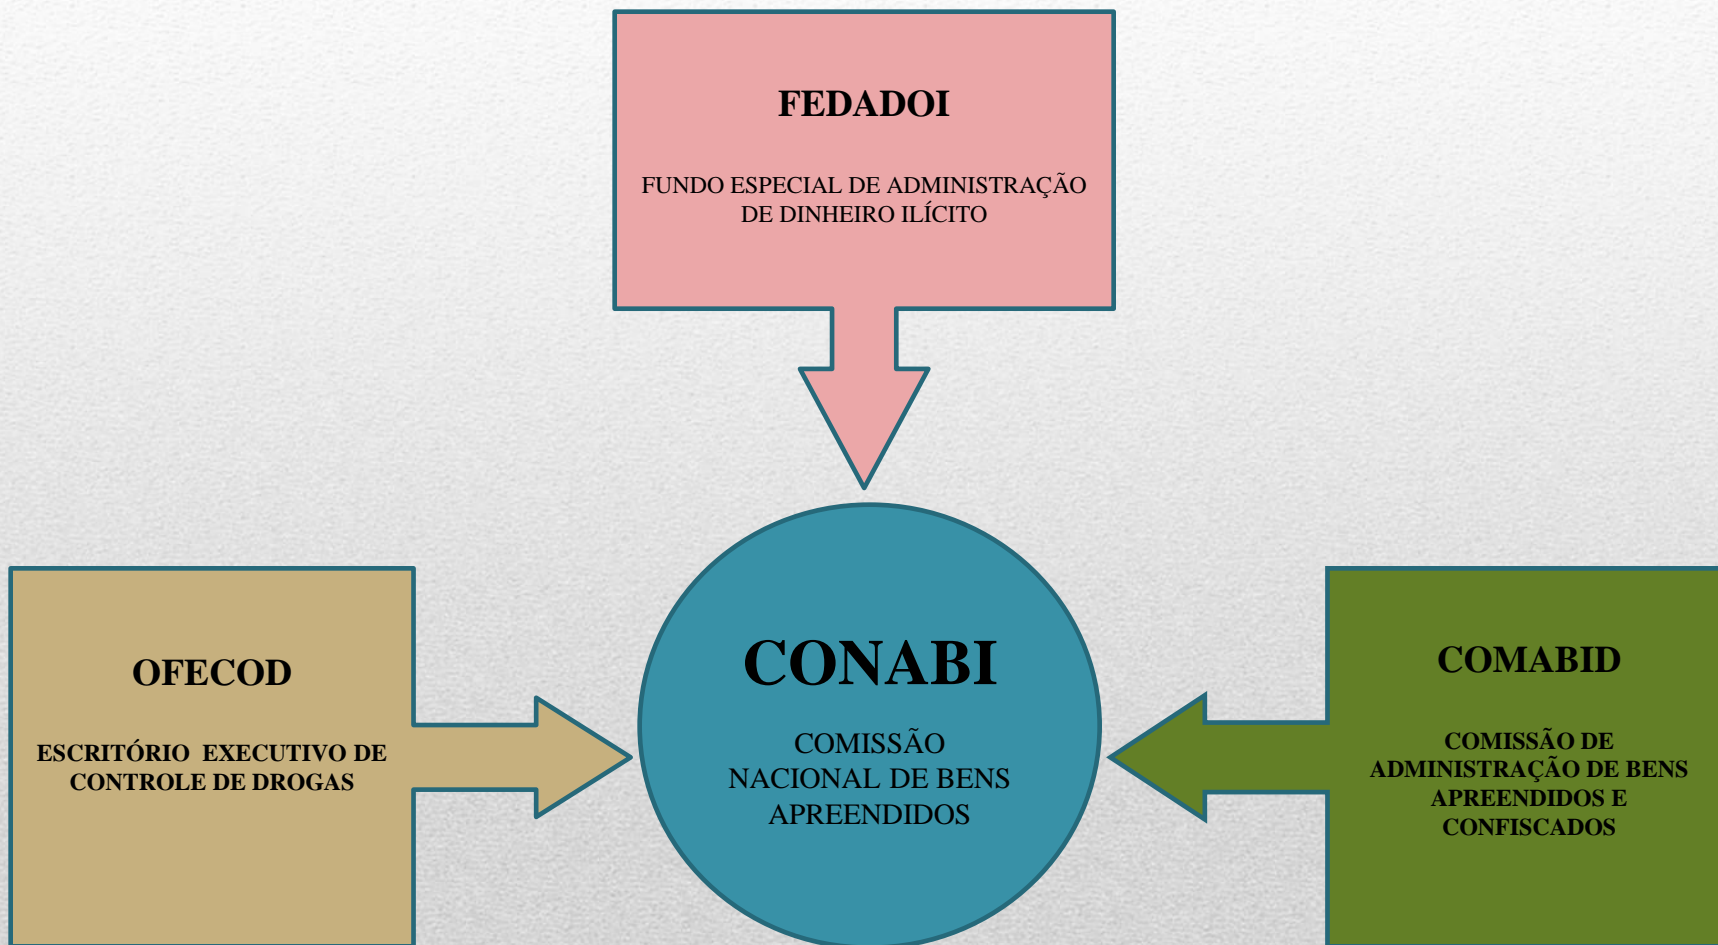 FEDADOI
FUNDO ESPECIAL DE ADMINISTRAÇÃO
DE DINHEIRO ILÍCITO
OFECOD
ESCRITÓRIO EXECUTIVO DE
CONTROLE DE DROGAS
CONABI
COMISSÃO
NACIONAL DE BENS
APREENDIDOS
COMABID
COMISSÃO DE
ADMINISTRAÇÃO DE BENS
APREENDIDOS E
CONFISCADOS